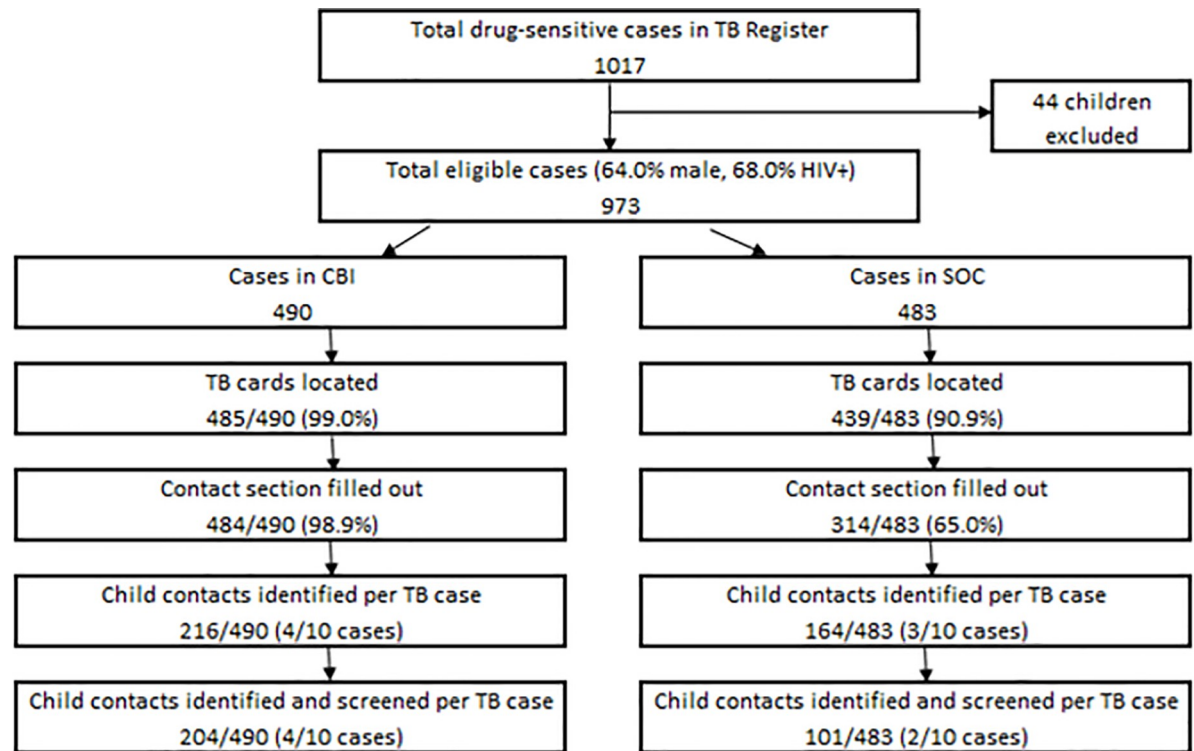 Total drug-sensitive cases in TB Register
1017
44 children
excluded
Total eligible cases (64.0% male, 68.0% HIV+)
973
Cases in CBI
490
Cases in SOC
483
TB cards located
485/490 (99.0%)
TB cards located
439/483 (90.9%)
Contact section filled out
484/490 (98.9%)
Contact section filled out
314/483 (65.0%)
Child contacts identified per TB case
216/490 (4/10 cases)
Child contacts identified per TB case
164/483 (3/10 cases)
Child contacts identified and screened per TB case
204/490 (4/10 cases)
Child contacts identified and screened per TB case
101/483 (2/10 cases)